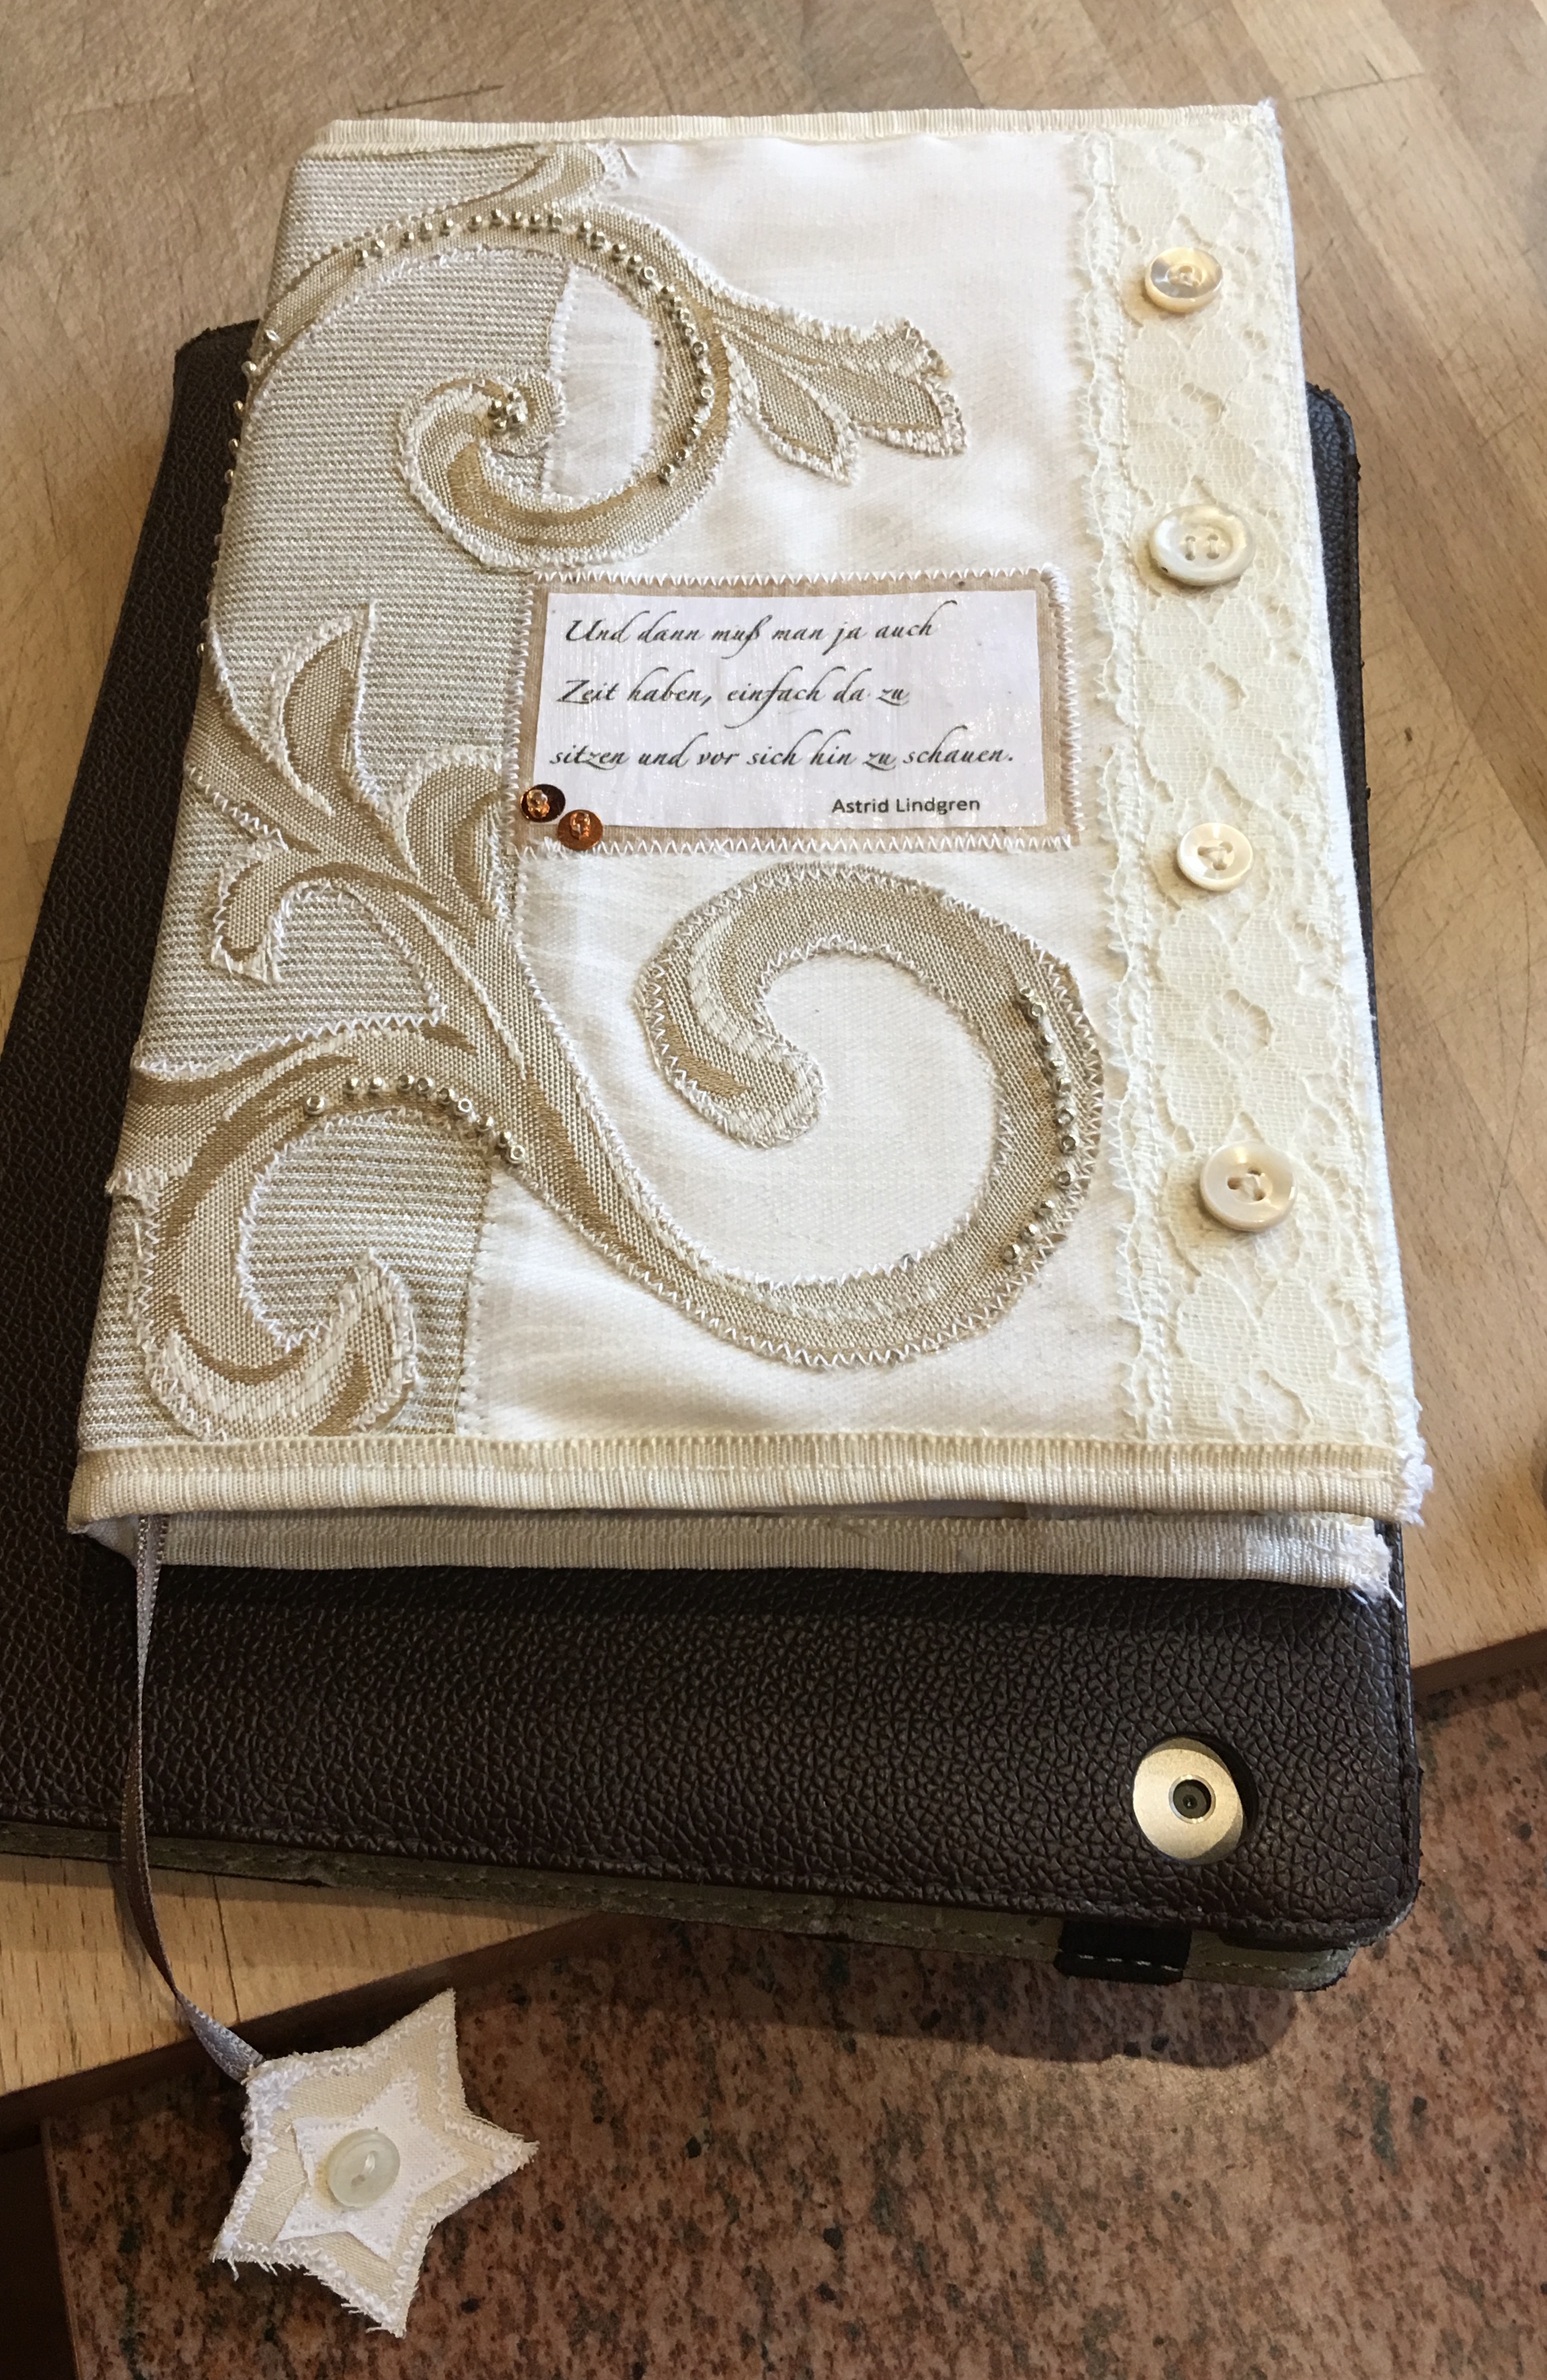 Und dann muß man ja auch
Zeit haben, einfach da zu
sitzen und vor sich hin zu schauen.
Astrid Lindgren